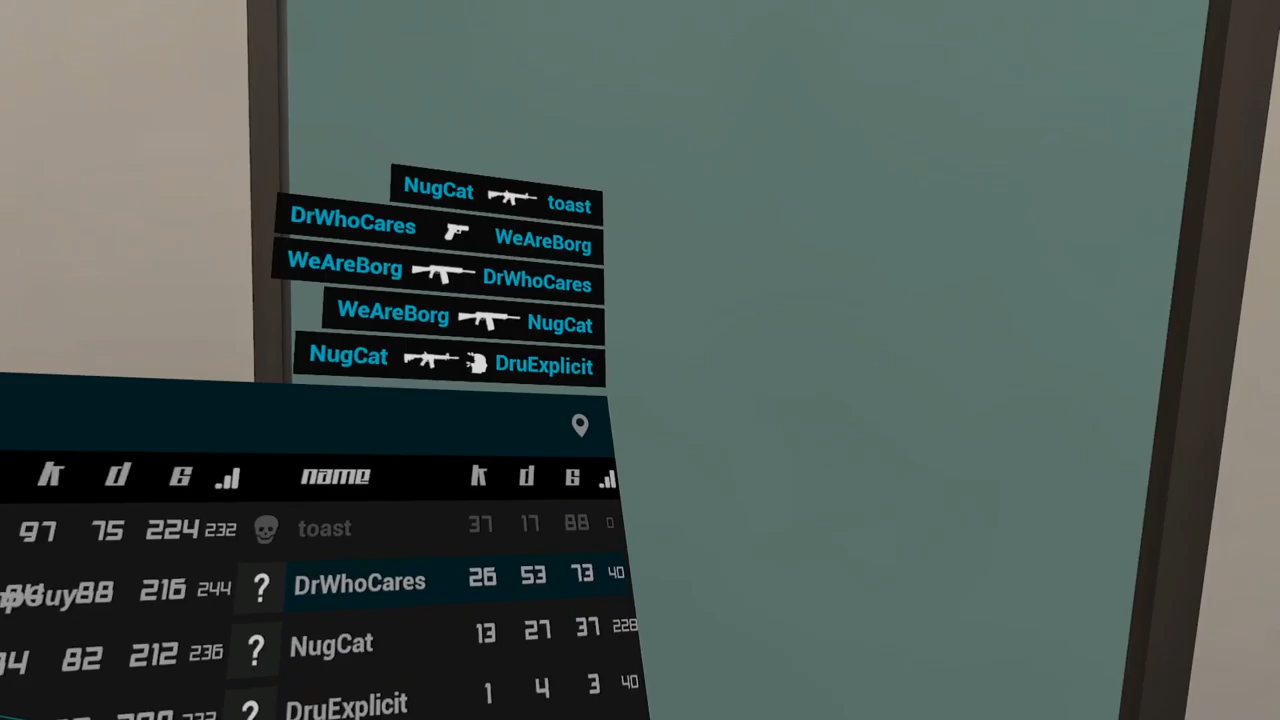 NugCat toast
DrWhoCares WeAreBorg
WeAreBorg DrWhoCares
WeAreBorg NugCat
NugCat DruExplicit
k d G name k d G
97 75 224 232 toast 37 17 88 0
88 216 244 ? DrWhoCares 26 53 73 40
82 212 236 ? NugCat 13 27 37 228
? DruExplicit 1 4 3 40